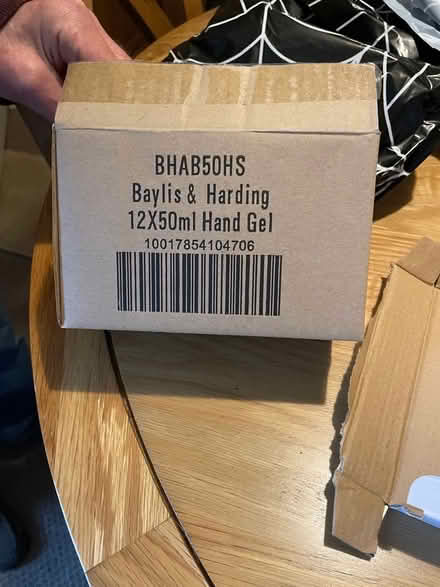 BHAB50HS
Baylis & Harding
12X50ml Hand Gel
10017854104706